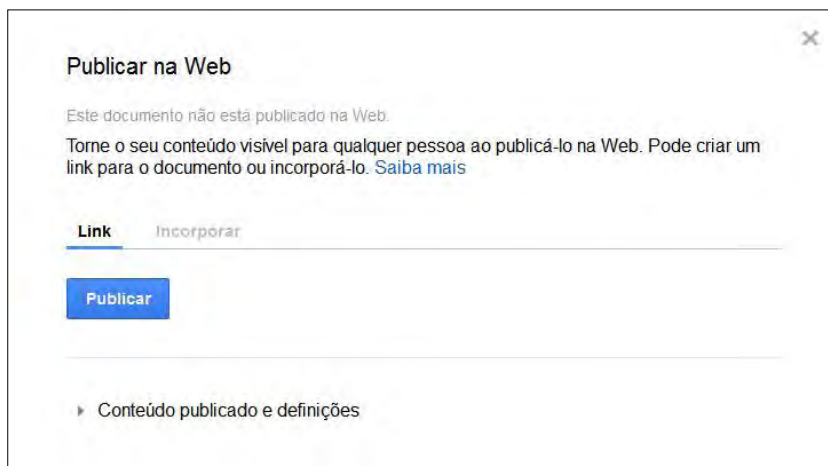 Publicar na Web
Este documento não está publicado na Web.
Torne o seu conteúdo visível para qualquer pessoa ao publicá-lo na Web. Pode criar um
link para o documento ou incorporá-lo. Saiba mais
Link Incorporar
Publicar
Conteúdo publicado e definições